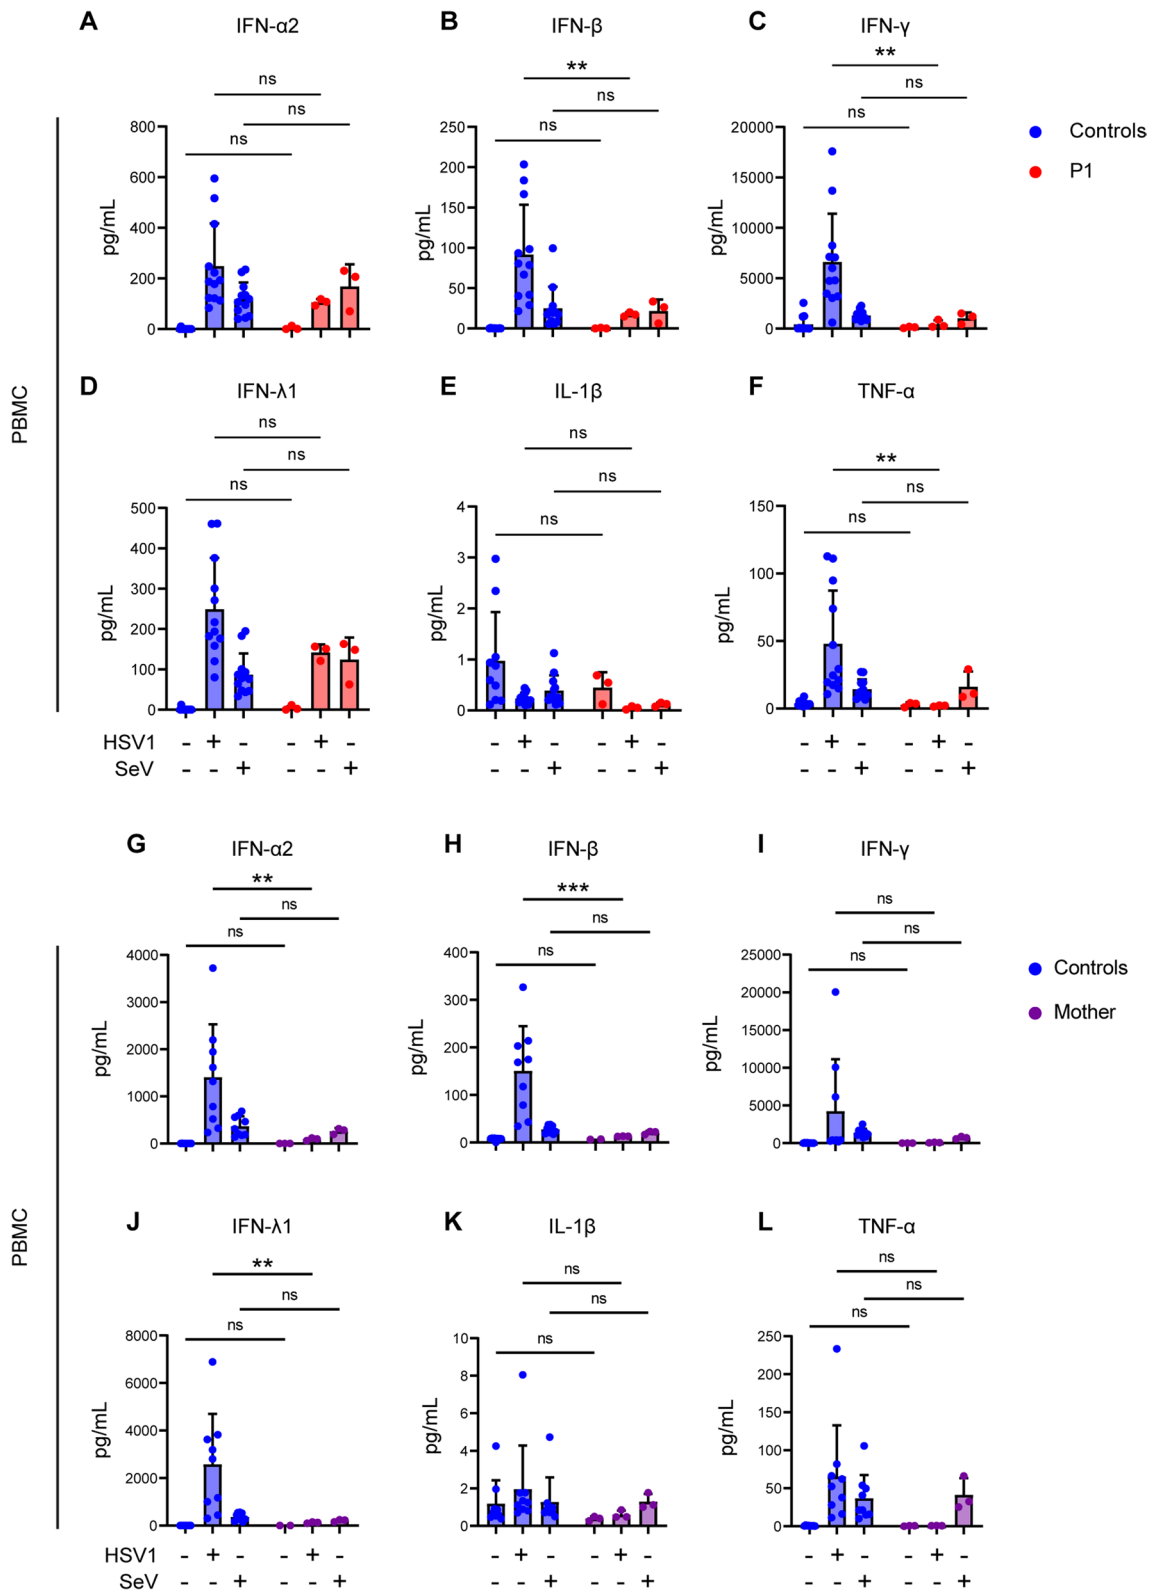 A IFN-α2 B IFN-β C IFN-γ
ns ** **
ns ns ns
ns ns ns
Controls
P1
pg/mL 800 600 400 200 0
pg/mL 250 200 150 100 50 0
pg/mL 20000 15000 10000 5000 0
PBMC
D IFN-λ1 E IL-1β F TNF-α
ns ns **
ns ns ns
ns ns ns
pg/mL 500 400 300 200 100 0
pg/mL 4 3 2 1 0
pg/mL 150 100 50 0
HSV1 - + - - + - - + - - + - - + - - + -
SeV - - + - - + - - + - - + - - + - - +
G IFN-α2 H IFN-β I IFN-γ
** *** ns
ns ns ns
ns ns ns
Controls
Mother
pg/mL 4000 3000 2000 1000 0
pg/mL 400 300 200 100 0
pg/mL 25000 20000 15000 10000 5000 0
PBMC
J IFN-λ1 K IL-1β L TNF-α
** ns ns
ns ns ns
ns ns ns
pg/mL 8000 6000 4000 2000 0
pg/mL 10 8 6 4 2 0
pg/mL 250 200 150 100 50 0
HSV1 - + - - + - - + - - + - - + - - + -
SeV - - + - - + - - + - - + - - + - - +